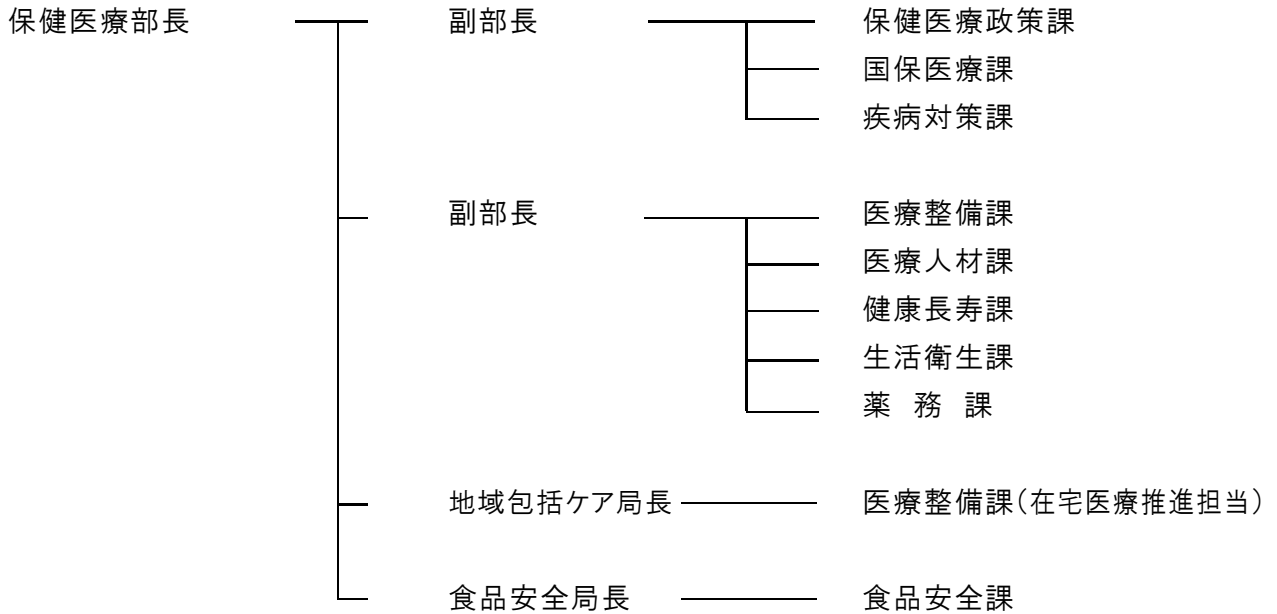 保健医療部長 副部長 保健医療政策課
国保医療課
疾病対策課
副部長 医療整備課
医療人材課
健康長寿課
生活衛生課
薬 務 課
地域包括ケア局長 医療整備課(在宅医療推進担当)
食品安全局長 食品安全課